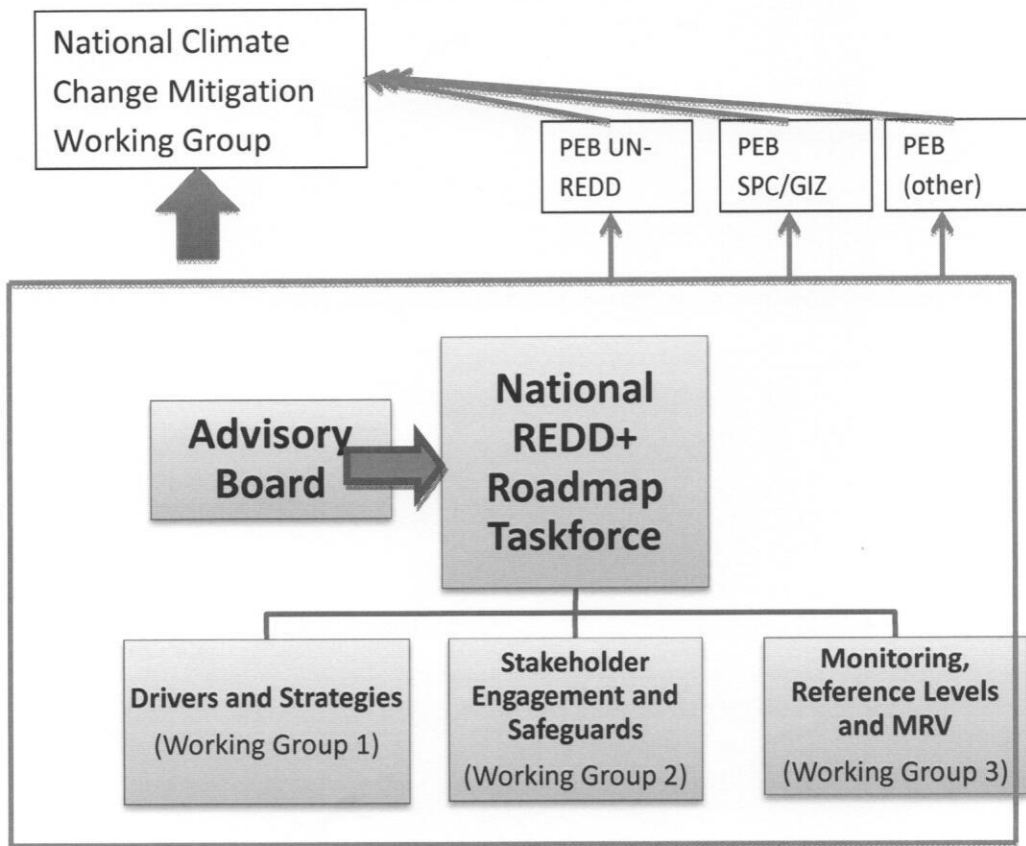 National Climate
Change Mitigation
Working Group
PEB UN-
REDD
PEB
SPC/GIZ
PEB
(other)
Advisory
Board
National
REDD+
Roadmap
Taskforce
Drivers and Strategies
(Working Group 1)
Stakeholder
Engagement and
Safeguards
(Working Group 2)
Monitoring,
Reference Levels
and MRV
(Working Group 3)